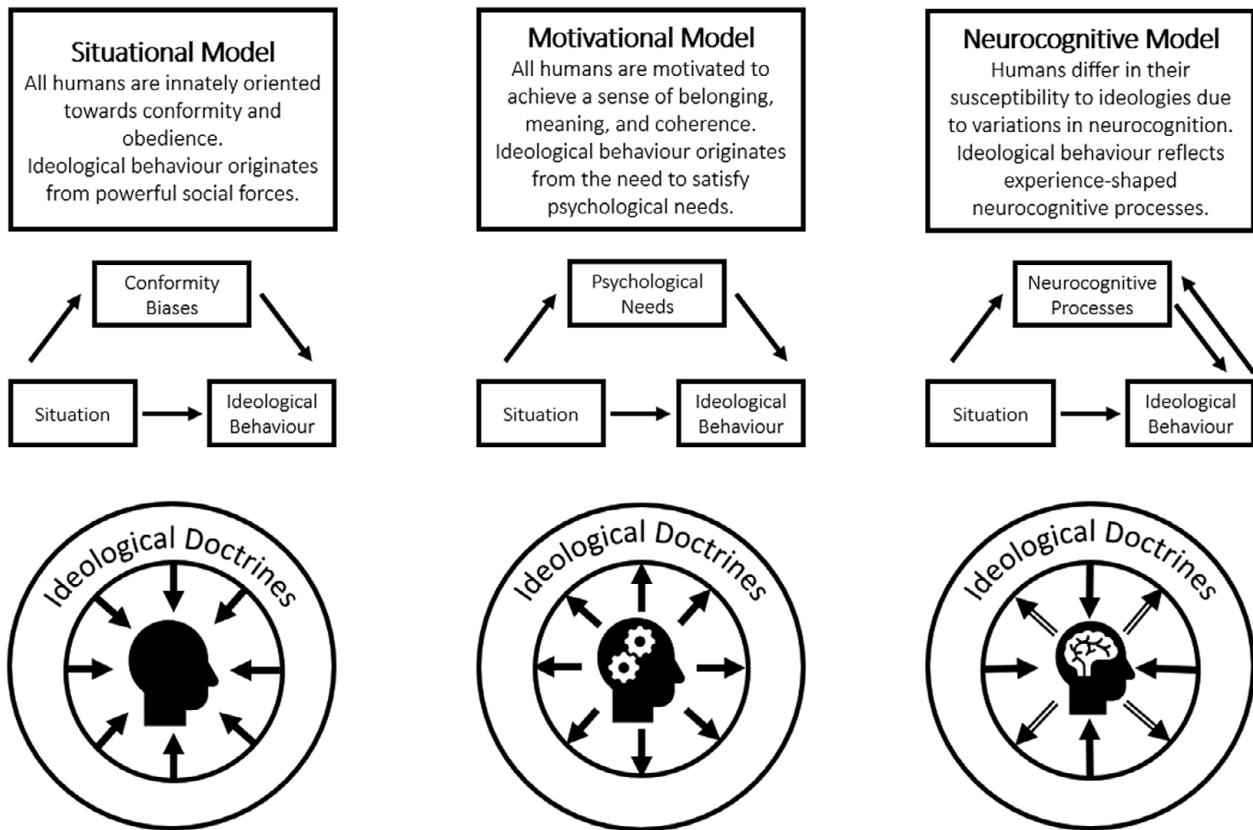 Situational Model
All humans are innately oriented
towards conformity and
obedience.
Ideological behaviour originates
from powerful social forces.
Conformity
Biases
Situation
Ideological
Behaviour
Ideological Doctrines
Motivational Model
All humans are motivated to
achieve a sense of belonging,
meaning, and coherence.
Ideological behaviour originates
from the need to satisfy
psychological needs.
Psychological
Needs
Situation
Ideological
Behaviour
Ideological Doctrines
Neurocognitive Model
Humans differ in their
susceptibility to ideologies due
to variations in neurocognition.
Ideological behaviour reflects
experience-shaped
neurocognitive processes.
Neurocognitive
Processes
Situation
Ideological
Behaviour
Ideological Doctrines